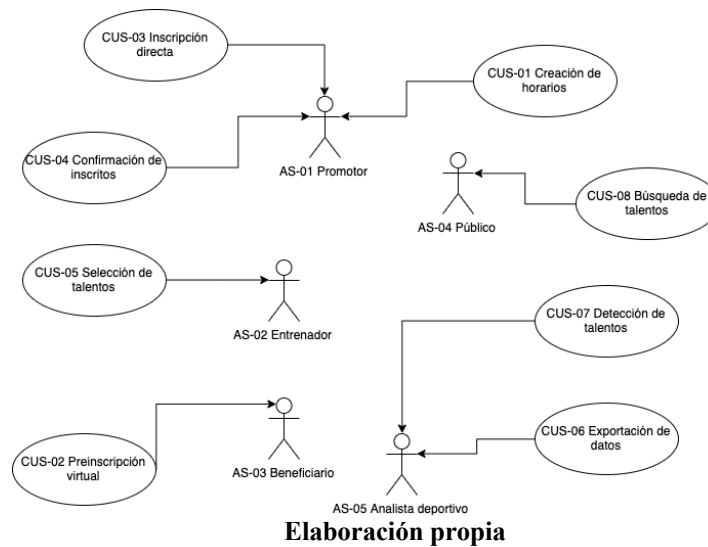 CUS-03 Inscripción
directa
CUS-01 Creación de
horarios
CUS-04 Confirmación de
inscritos
AS-01 Promotor
CUS-08 Búsqueda de
talentos
AS-04 Público
CUS-05 Selección de
talentos
AS-02 Entrenador
CUS-07 Detección de
talentos
CUS-02 Preinscripción
virtual
AS-03 Beneficiario
CUS-06 Exportación de
datos
AS-05 Analista deportivo
Elaboración propia